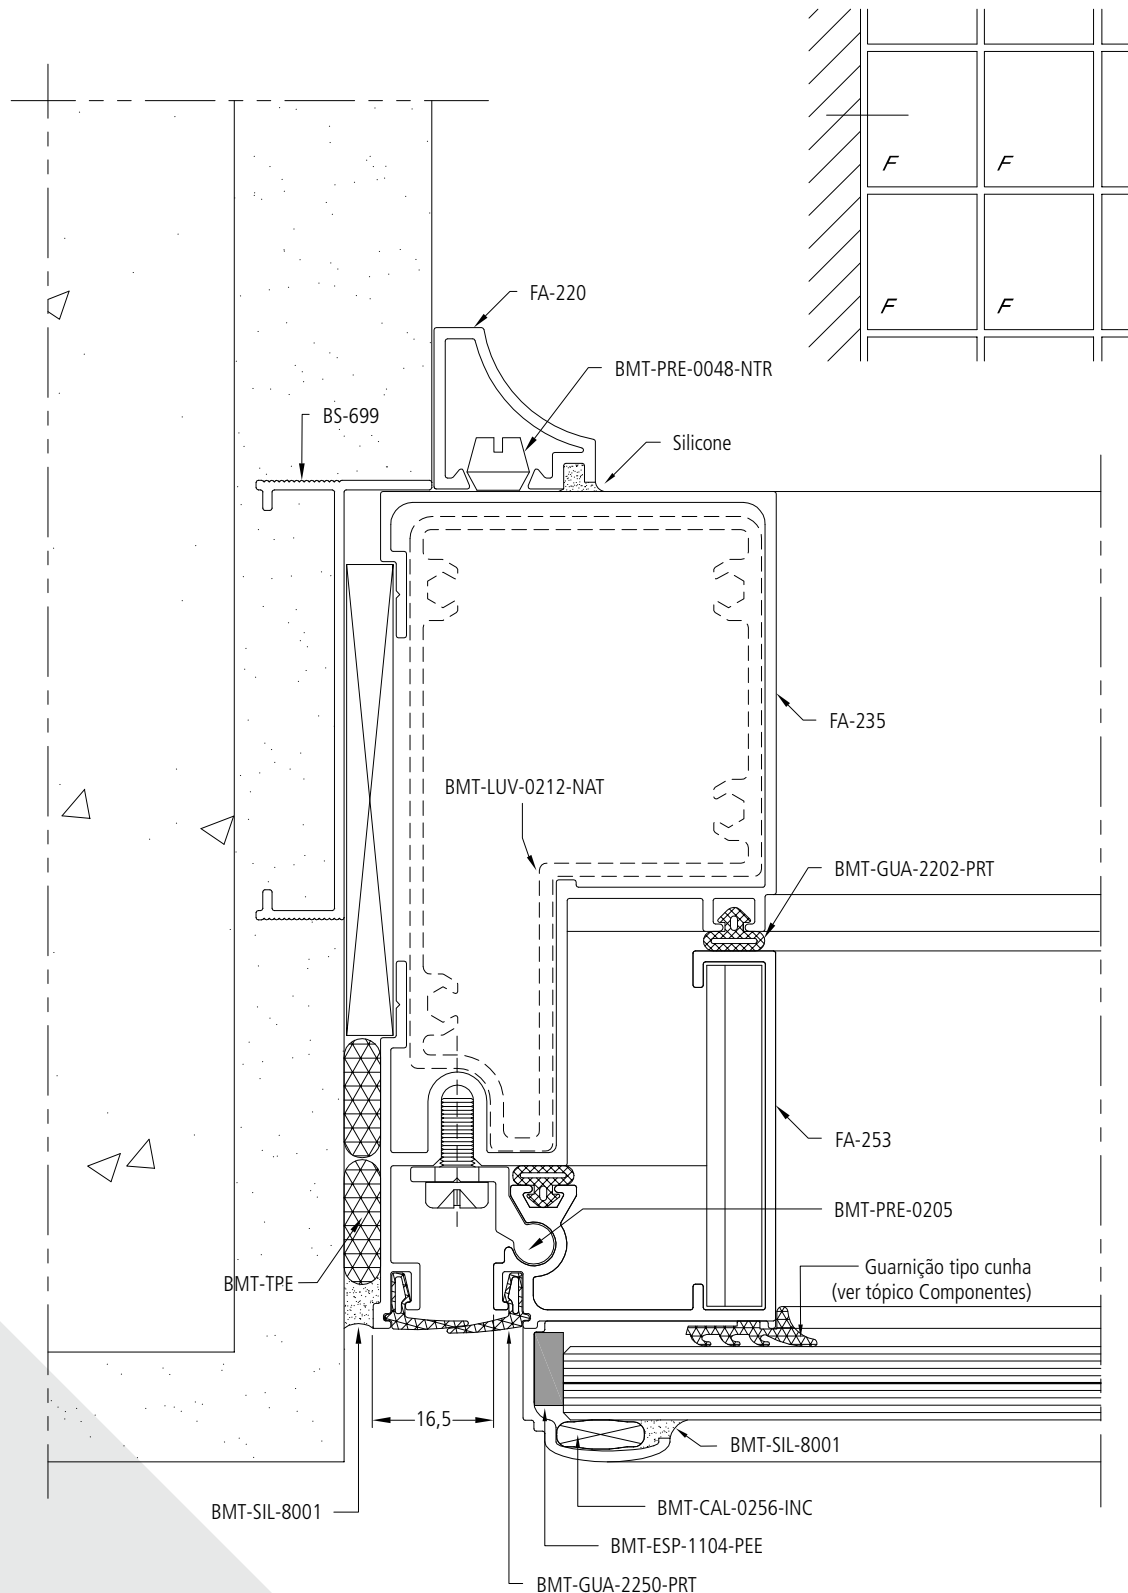 F
F
F
F
FA-220
BMT-PRE-0048-NTR
BS-699
Silicone
FA-235
BMT-LUV-0212-NAT
BMT-GUA-2202-PRT
FA-253
BMT-PRE-0205
Guarnição tipo cunha
(ver tópico Componentes)
BMT-TPE
16,5
BMT-SIL-8001
BMT-SIL-8001
BMT-CAL-0256-INC
BMT-ESP-1104-PEE
BMT-GUA-2250-PRT